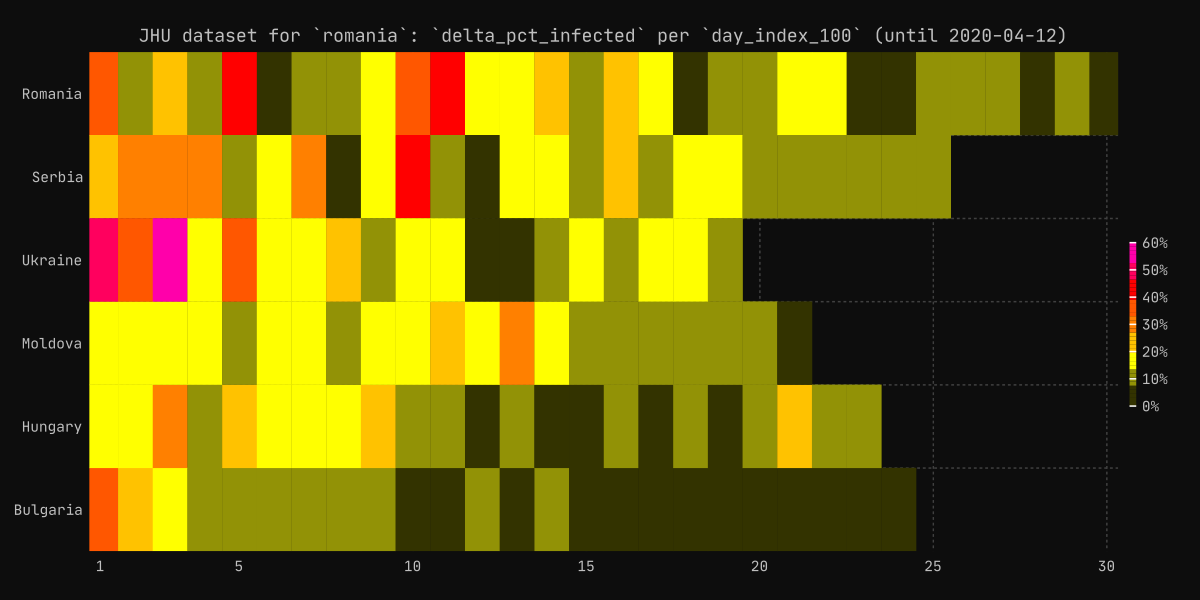 JHU dataset for `romania`: `delta_pct_infected` per `day_index_100` (until 2020-04-12)
Romania
Serbia
Ukraine
Moldova
Hungary
Bulgaria
60%
50%
40%
30%
20%
10%
0%
1 5 10 15 20 25 30